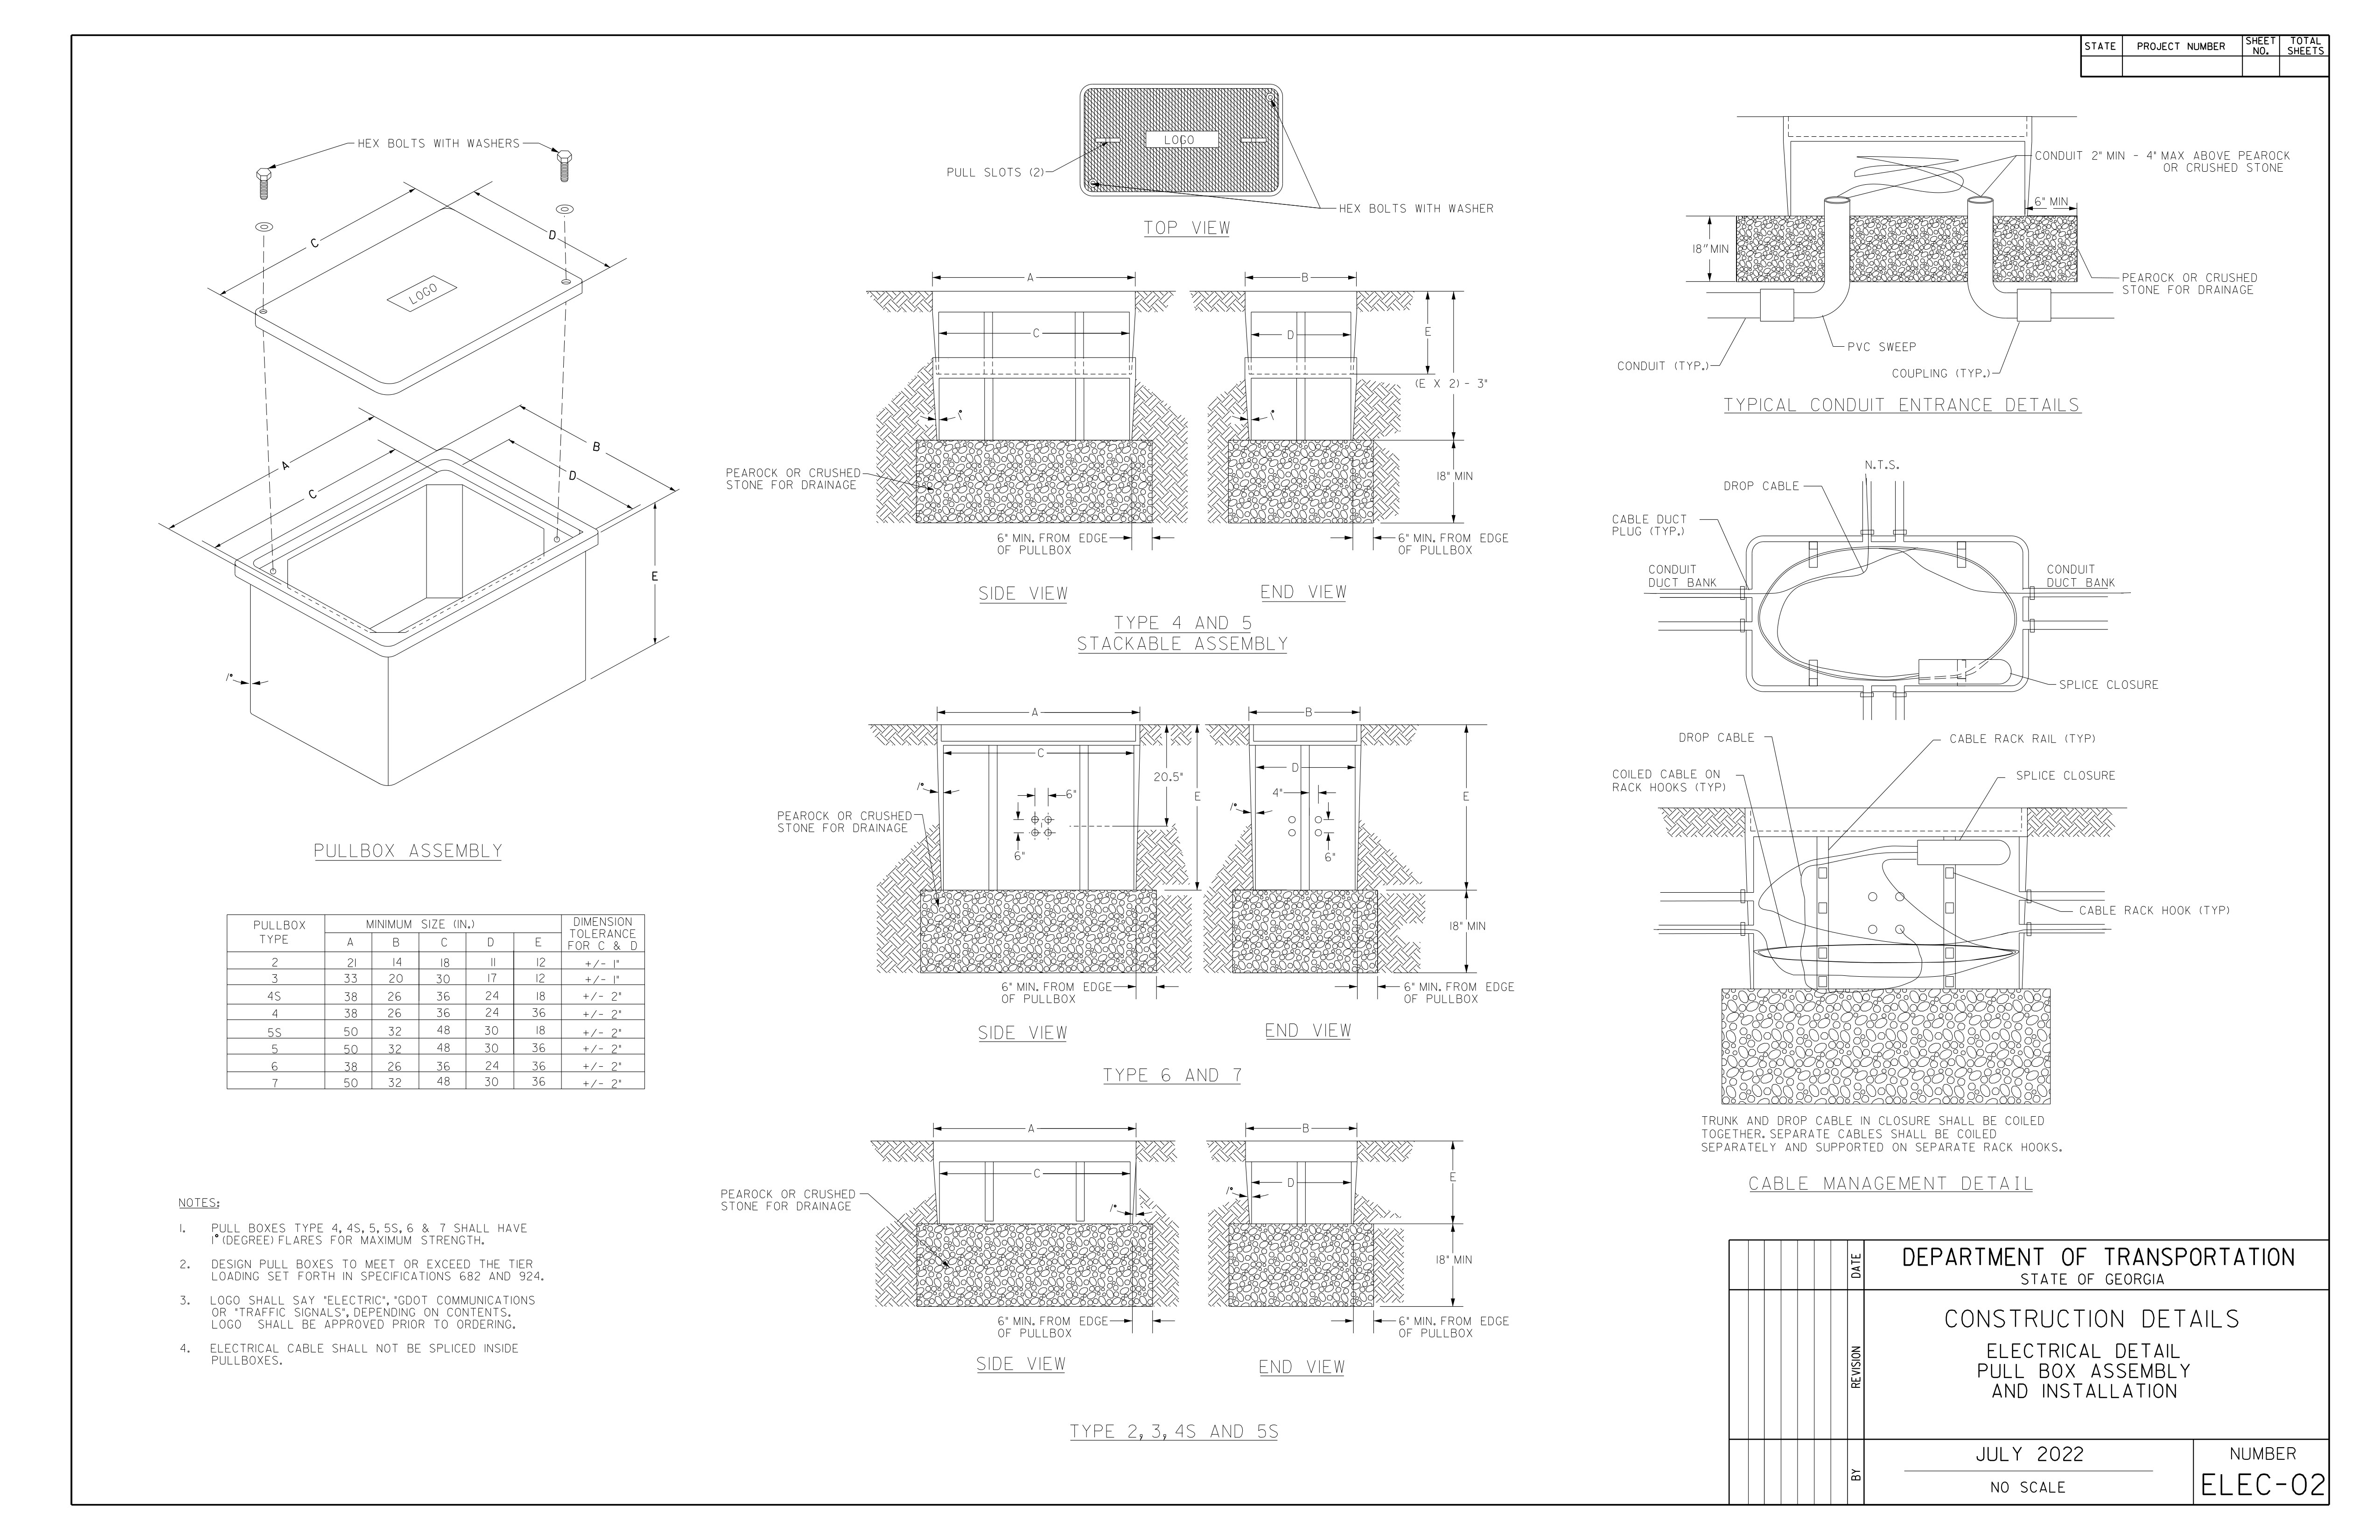 STATE PROJECT NUMBER SHEET NO. TOTAL SHEETS
HEX BOLTS WITH WASHERS
C
D
LOGO
A
B
C
D
E
1°
PULLBOX ASSEMBLY
PULLBOX TYPE MINIMUM SIZE (IN.) DIMENSION TOLERANCE FOR C & D
A B C D E
2 21 14 18 11 12 +/- 1"
3 33 20 30 17 12 +/- 1"
4S 38 26 36 24 18 +/- 2"
4 38 26 36 24 36 +/- 2"
5S 50 32 48 30 18 +/- 2"
5 50 32 48 30 36 +/- 2"
6 38 26 36 24 36 +/- 2"
7 50 32 48 30 36 +/- 2"
NOTES:
1. PULL BOXES TYPE 4, 4S, 5, 5S, 6 & 7 SHALL HAVE
1° (DEGREE) FLARES FOR MAXIMUM STRENGTH.
2. DESIGN PULL BOXES TO MEET OR EXCEED THE TIER
LOADING SET FORTH IN SPECIFICATIONS 682 AND 924.
3. LOGO SHALL SAY "ELECTRIC", "GDOT COMMUNICATIONS
OR "TRAFFIC SIGNALS", DEPENDING ON CONTENTS.
LOGO SHALL BE APPROVED PRIOR TO ORDERING.
4. ELECTRICAL CABLE SHALL NOT BE SPLICED INSIDE
PULLBOXES.
LOGO
PULL SLOTS (2)
HEX BOLTS WITH WASHER
TOP VIEW
A
B
C
D
E
(E X 2) - 3"
1°
1°
PEAROCK OR CRUSHED
STONE FOR DRAINAGE
18" MIN
6" MIN. FROM EDGE
OF PULLBOX
6" MIN. FROM EDGE
OF PULLBOX
SIDE VIEW
END VIEW
TYPE 4 AND 5
STACKABLE ASSEMBLY
A
B
C
D
20.5"
E
E
1°
1°
6"
4"
6"
6"
PEAROCK OR CRUSHED
STONE FOR DRAINAGE
18" MIN
6" MIN. FROM EDGE
OF PULLBOX
6" MIN. FROM EDGE
OF PULLBOX
SIDE VIEW
END VIEW
TYPE 6 AND 7
A
B
C
D
E
1°
1°
PEAROCK OR CRUSHED
STONE FOR DRAINAGE
18" MIN
6" MIN. FROM EDGE
OF PULLBOX
6" MIN. FROM EDGE
OF PULLBOX
SIDE VIEW
END VIEW
TYPE 2, 3, 4S AND 5S
CONDUIT 2" MIN - 4" MAX ABOVE PEAROCK
OR CRUSHED STONE
6" MIN
18" MIN
PEAROCK OR CRUSHED
STONE FOR DRAINAGE
PVC SWEEP
CONDUIT (TYP.)
COUPLING (TYP.)
TYPICAL CONDUIT ENTRANCE DETAILS
N.T.S.
DROP CABLE
CABLE DUCT
PLUG (TYP.)
CONDUIT
DUCT BANK
CONDUIT
DUCT BANK
SPLICE CLOSURE
DROP CABLE
CABLE RACK RAIL (TYP)
COILED CABLE ON
RACK HOOKS (TYP)
SPLICE CLOSURE
CABLE RACK HOOK (TYP)
TRUNK AND DROP CABLE IN CLOSURE SHALL BE COILED
TOGETHER. SEPARATE CABLES SHALL BE COILED
SEPARATELY AND SUPPORTED ON SEPARATE RACK HOOKS.
CABLE MANAGEMENT DETAIL
DATE
REVISION
BY
DEPARTMENT OF TRANSPORTATION
STATE OF GEORGIA
CONSTRUCTION DETAILS
ELECTRICAL DETAIL
PULL BOX ASSEMBLY
AND INSTALLATION
JULY 2022
NO SCALE
NUMBER
ELEC-02